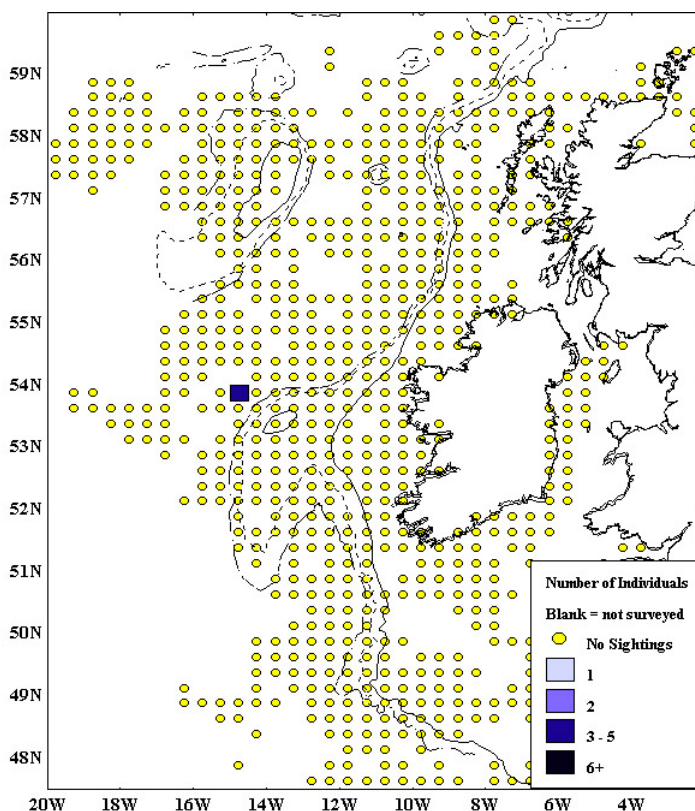 59N
58N
57N
56N
55N
54N
53N
52N
51N
50N
49N
48N
Number of Individuals
Blank = not surveyed
No Sightings
1
2
3 - 5
6+
20W 18W 16W 14W 12W 10W 8W 6W 4W